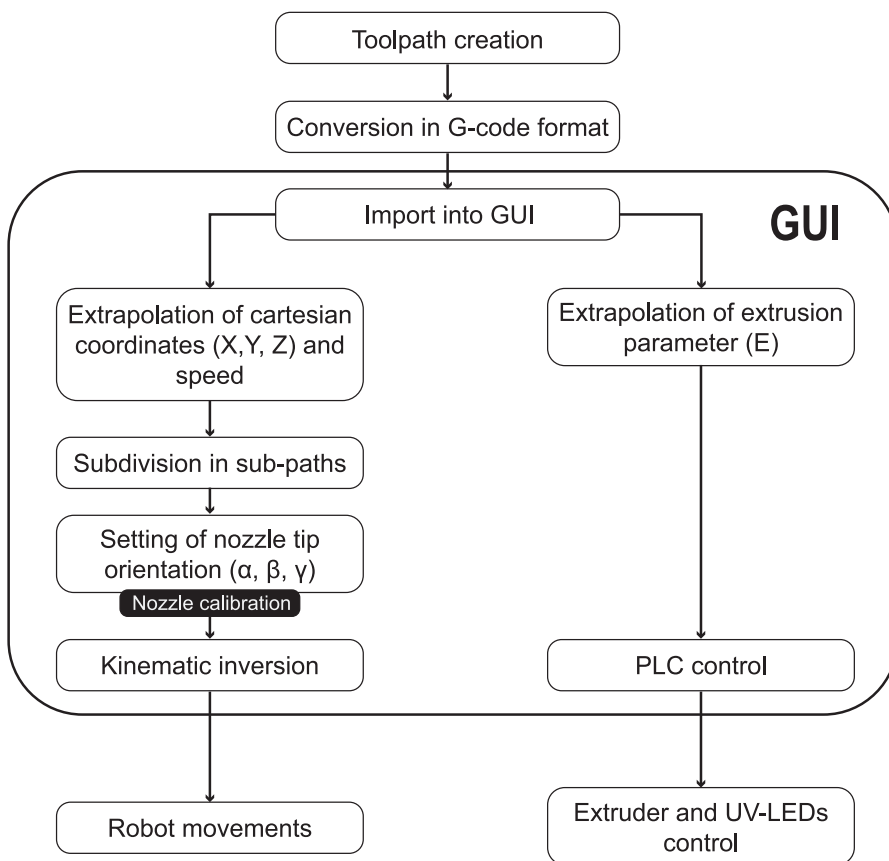 Toolpath creation
Conversion in G-code format
Import into GUI
GUI
Extrapolation of cartesian
coordinates (X,Y, Z) and
speed
Extrapolation of extrusion
parameter (E)
Subdivision in sub-paths
Setting of nozzle tip
orientation (α, β, γ)
Nozzle calibration
Kinematic inversion
PLC control
Robot movements
Extruder and UV-LEDs
control